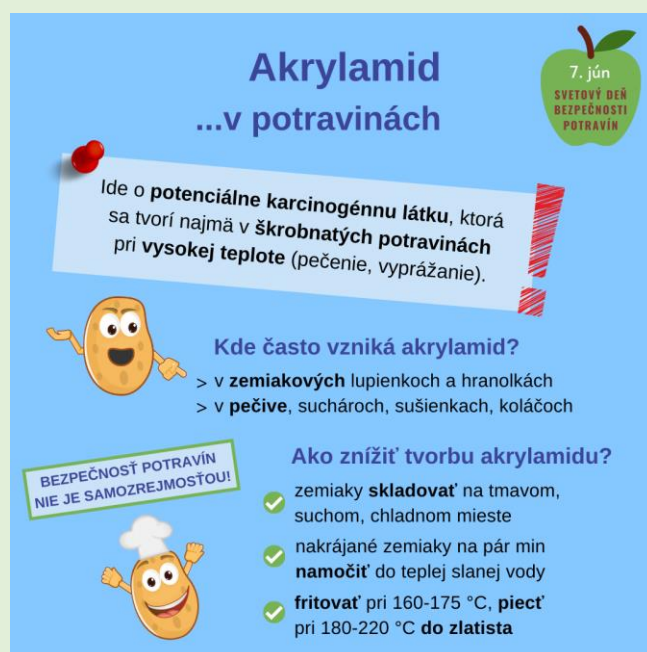 Akrylamid
...v potravinách
7. jún
SVETOVÝ DEŇ
BEZPEČNOSTI
POTRAVÍN
Ide o potenciálne karcinogénnu látku, ktorá
sa tvorí najmä v škrobnatých potravinách
pri vysokej teplote (pečenie, vyprážanie).
Kde často vzniká akrylamid?
> v zemiakových lupienkoch a hranolkách
> v pečive, suchároch, sušienkach, koláčoch
BEZPEČNOSŤ POTRAVÍN
NIE JE SAMOZREJMOSŤOU!
Ako znížiť tvorbu akrylamidu?
zemiaky skladovať na tmavom,
suchom, chladnom mieste
nakrájané zemiaky na pár min
namočiť do teplej slanej vody
fritovať pri 160-175 °C, piecť
pri 180-220 °C do zlatista